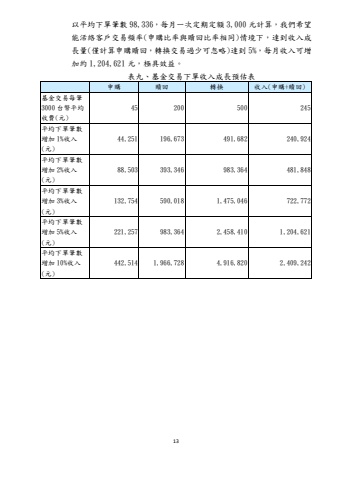 以平均下單筆數 98,336，每月一次定期定額 3,000 元計算，我們希望
能活絡客戶交易頻率(申購比率與贖回比率相同)情境下，達到收入成
長量(僅計算申購贖回，轉換交易過少可忽略)達到 5%，每月收入可增
加約 1,204,621 元，極具效益。
表九、基金交易下單收入成長預估表
申購 贖回 轉換 收入(申購+贖回)
基金交易每筆
3000 台幣平均
收費(元) 45 200 500 245
平均下單筆數
增加 1%收入
(元) 44,251 196,673 491,682 240,924
平均下單筆數
增加 2%收入
(元) 88,503 393,346 983,364 481,848
平均下單筆數
增加 3%收入
(元) 132,754 590,018 1,475,046 722,772
平均下單筆數
增加 5%收入
(元) 221,257 983,364 2,458,410 1,204,621
平均下單筆數
增加 10%收入
(元) 442,514 1,966,728 4,916,820 2,409,242
13